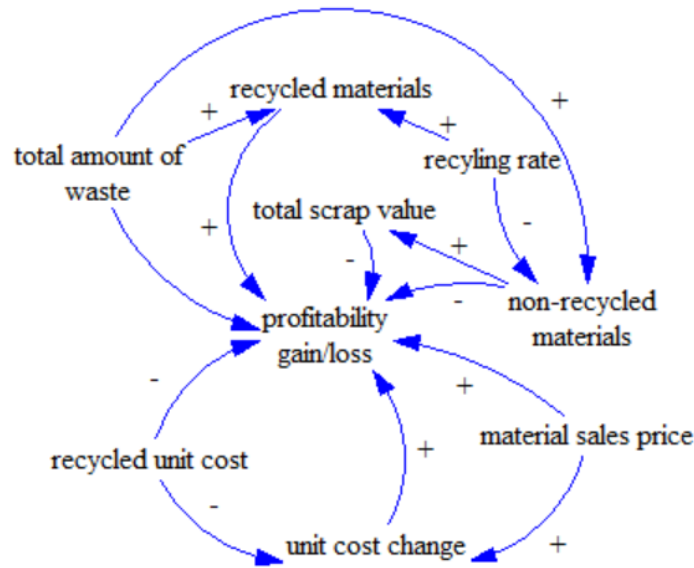 recycled materials
+
+
+
total amount of
waste
recyling rate
total scrap value
-
+
+
-
-
non-recycled
materials
profitability
gain/loss
-
+
material sales price
recycled unit cost
+
-
unit cost change
+